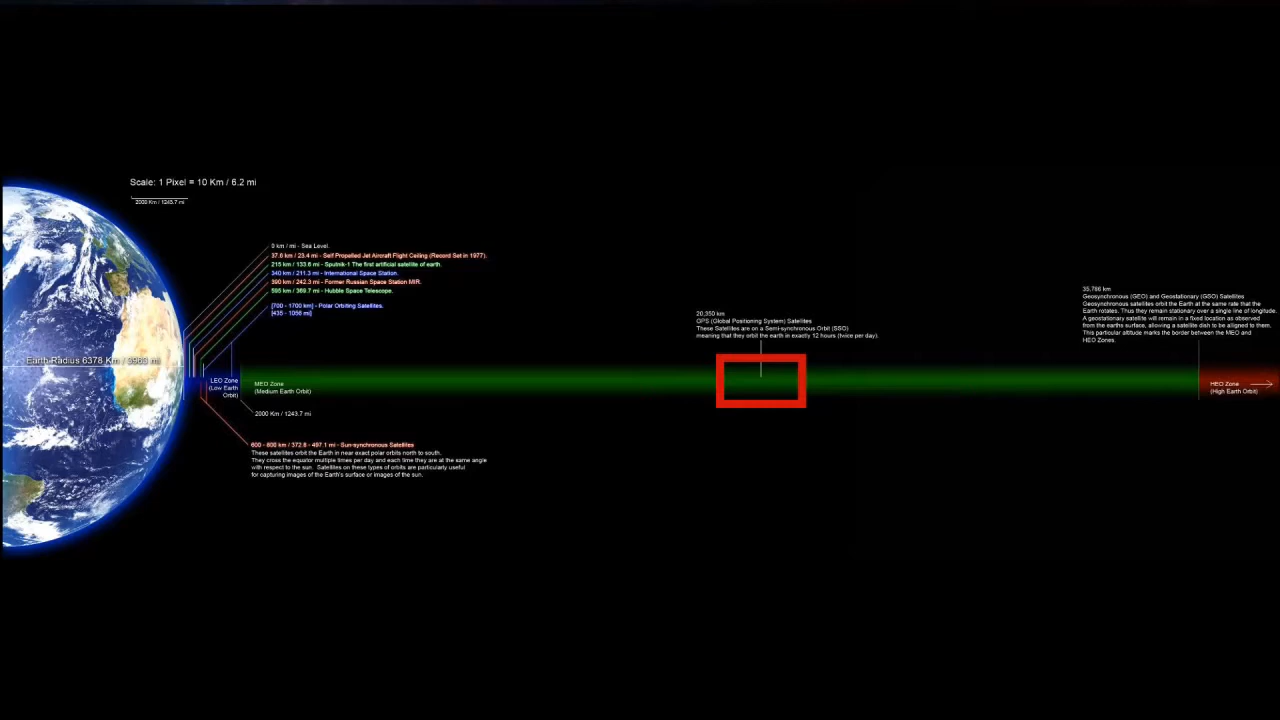 Scale: 1 Pixel = 10 Km / 6.2 mi
2000 Km / 1243.7 mi
0 km / mi - Sea Level.
37.6 km / 23.4 mi - Self Propelled Jet Aircraft Flight Ceiling (Record Set in 1977).
215 km / 133.6 mi - Sputnik-1 The first artificial satellite of earth.
340 km / 211.3 mi - International Space Station.
390 km / 242.3 mi - Former Russian Space Station MIR.
595 km / 369.7 mi - Hubble Space Telescope.
[700 - 1700 km] - Polar Orbiting Satellites.
[435 - 1056 mi]
Earth Radius 6378 Km / 3963 mi
LEO Zone
(Low Earth
Orbit)
MEO Zone
(Medium Earth Orbit)
2000 Km / 1243.7 mi
600 - 800 km / 372.8 - 497.1 mi - Sun-synchronous Satellites
These satellites orbit the Earth in near exact polar orbits north to south.
They cross the equator multiple times per day and each time they are at the same angle
with respect to the sun. Satellites on these types of orbits are particularly useful
for capturing images of the Earth's surface or images of the sun.
20,350 km
GPS (Global Positioning System) Satellites
These Satellites are on a Semi-synchronous Orbit (SSO)
meaning that they orbit the earth in exactly 12 hours (twice per day).
35,786 km
Geosynchronous (GEO) and Geostationary (GSO) Satellites
Geosynchronous satellites orbit the Earth at the same rate that the
Earth rotates. Thus they remain stationary over a single line of longitude.
A geostationary satellite will remain in a fixed location as observed
from the earths surface, allowing a satellite dish to be aligned to them.
This particular altitude marks the border between the MEO and
HEO Zones.
HEO Zone
(High Earth Orbit)